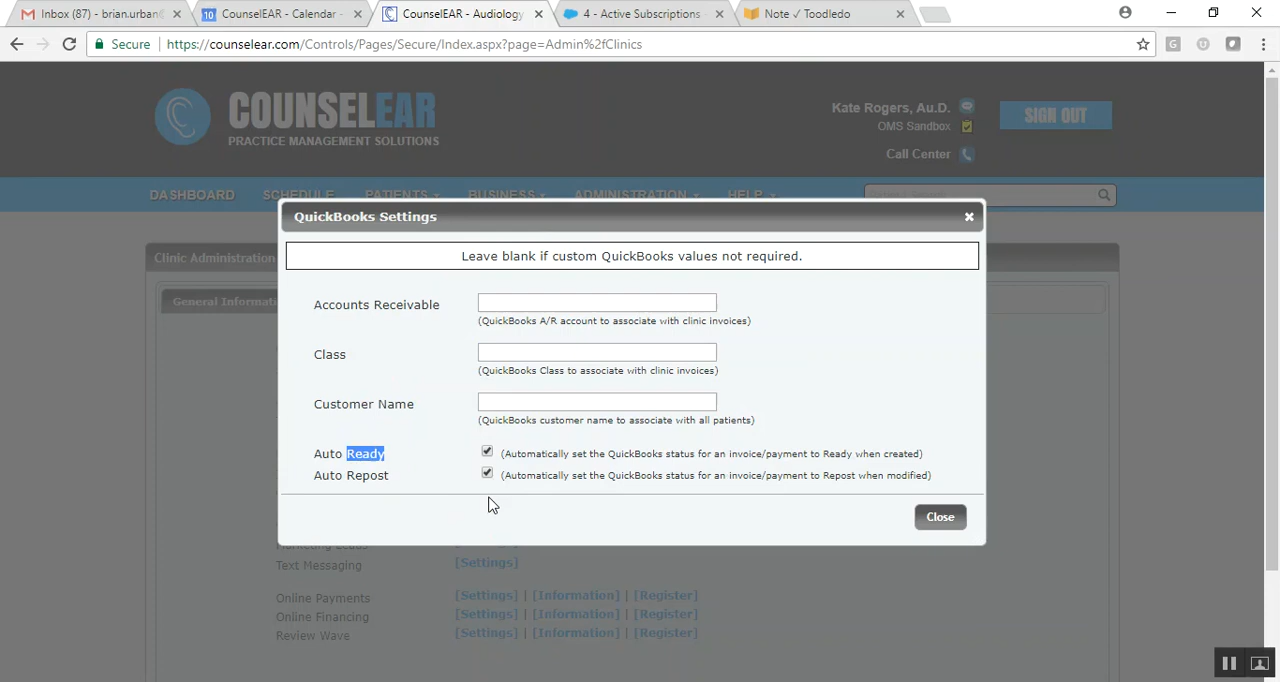 Inbox (87) - brian.urban
CounselEAR - Calendar
CounselEAR - Audiology
4 - Active Subscriptions
Note ✓ Toodledo
Secure
https://counselear.com/Controls/Pages/Secure/Index.aspx?page=Admin%2fClinics
COUNSELEAR
PRACTICE MANAGEMENT SOLUTIONS
Kate Rogers, Au.D.
OMS Sandbox
Call Center
SIGN OUT
DASHBOARD SCHEDULE PATIENTS BUSINESS ADMINISTRATION HELP
QuickBooks Settings
Clinic Administration
General Informati
Leave blank if custom QuickBooks values not required.
Accounts Receivable
(QuickBooks A/R account to associate with clinic invoices)
Class
(QuickBooks Class to associate with clinic invoices)
Customer Name
(QuickBooks customer name to associate with all patients)
Auto Ready (Automatically set the QuickBooks status for an invoice/payment to Ready when created)
Auto Repost (Automatically set the QuickBooks status for an invoice/payment to Repost when modified)
Close
Text Messaging [Settings]
Online Payments [Settings] | [Information] | [Register]
Online Financing [Settings] | [Information] | [Register]
Review Wave [Settings] | [Information] | [Register]